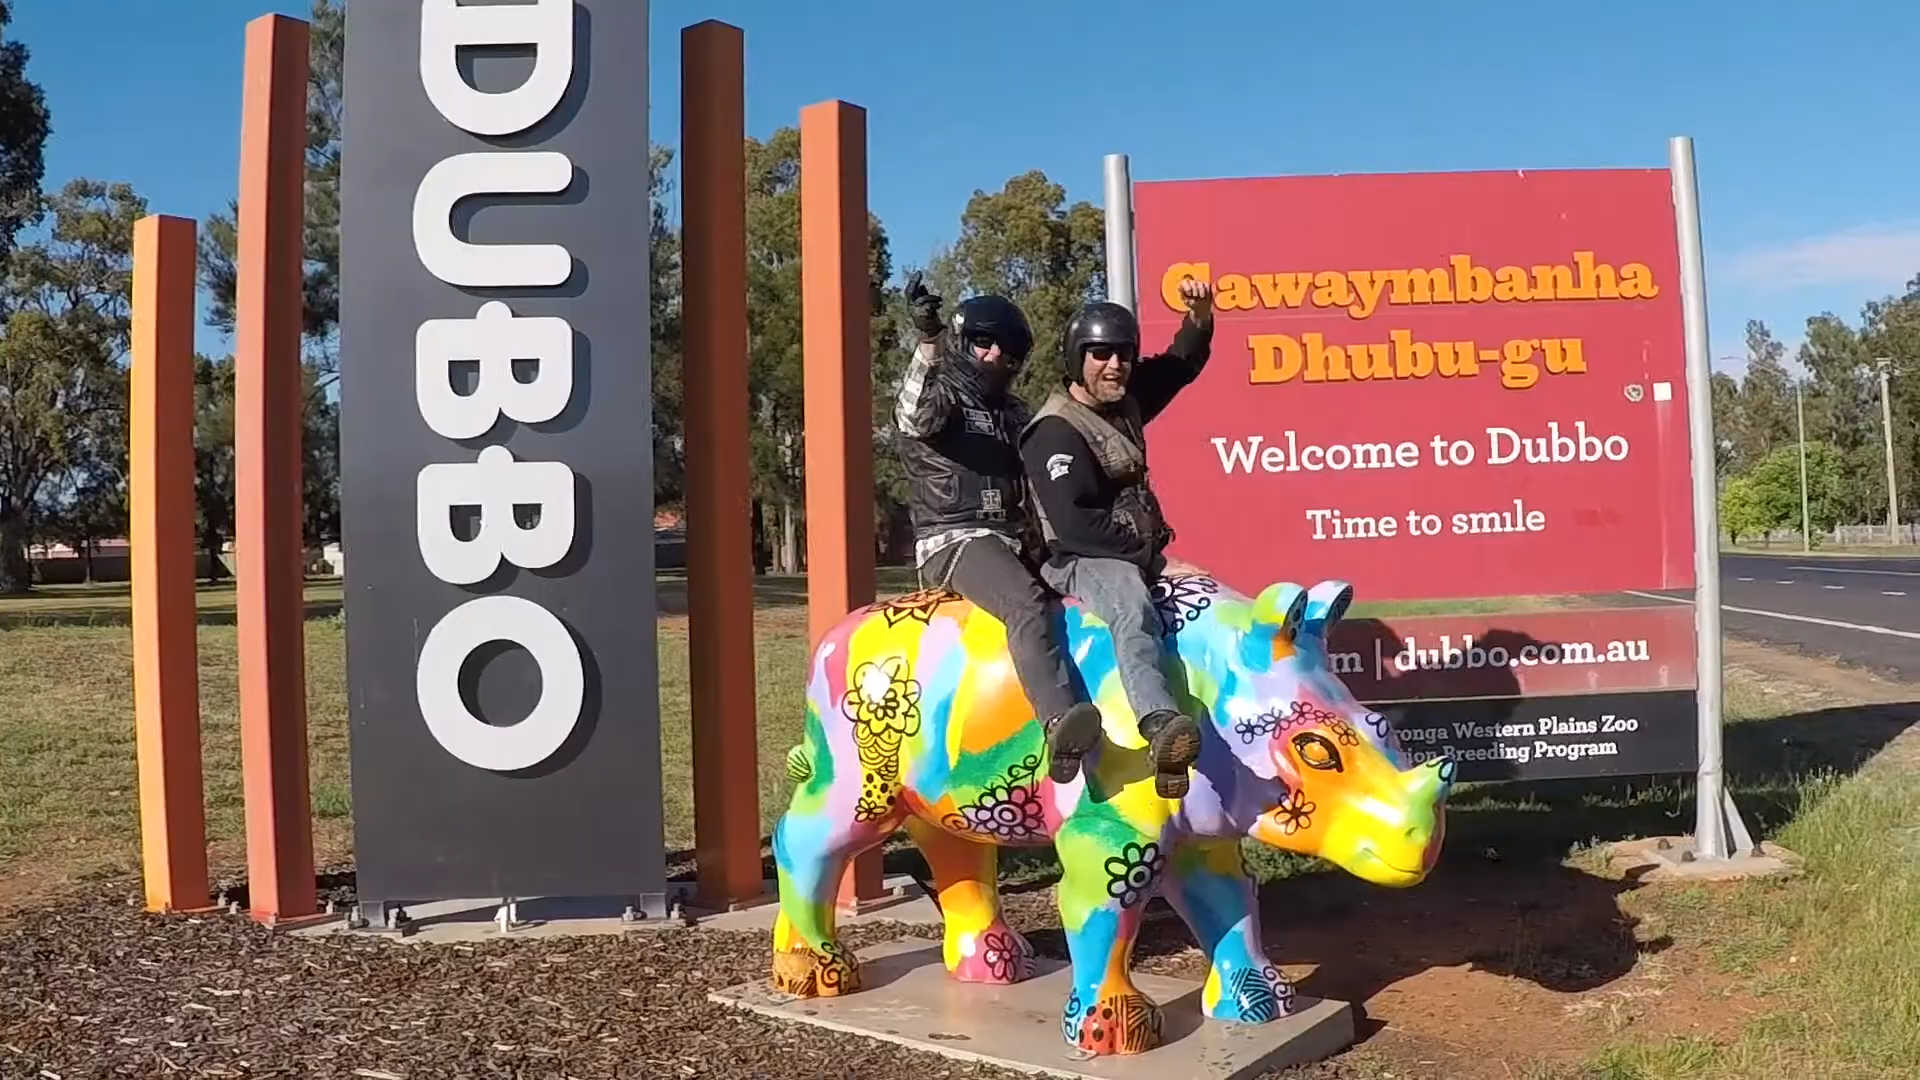 DUBBO
Gawaymbanha
Dhubu-gu
Welcome to Dubbo
Time to smile
m | dubbo.com.au
Western Plains Zoo
Breeding Program